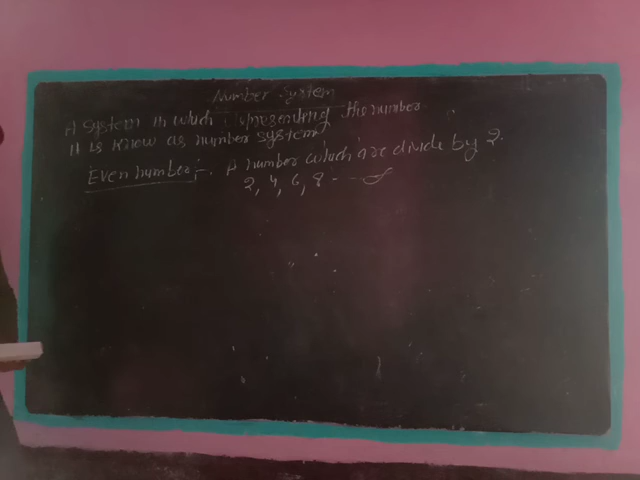 Number System
A System in which representing the number
it is know as number system
Even number:-. A number which are divide by 2.
2, 4, 6, 8 - - - ∞